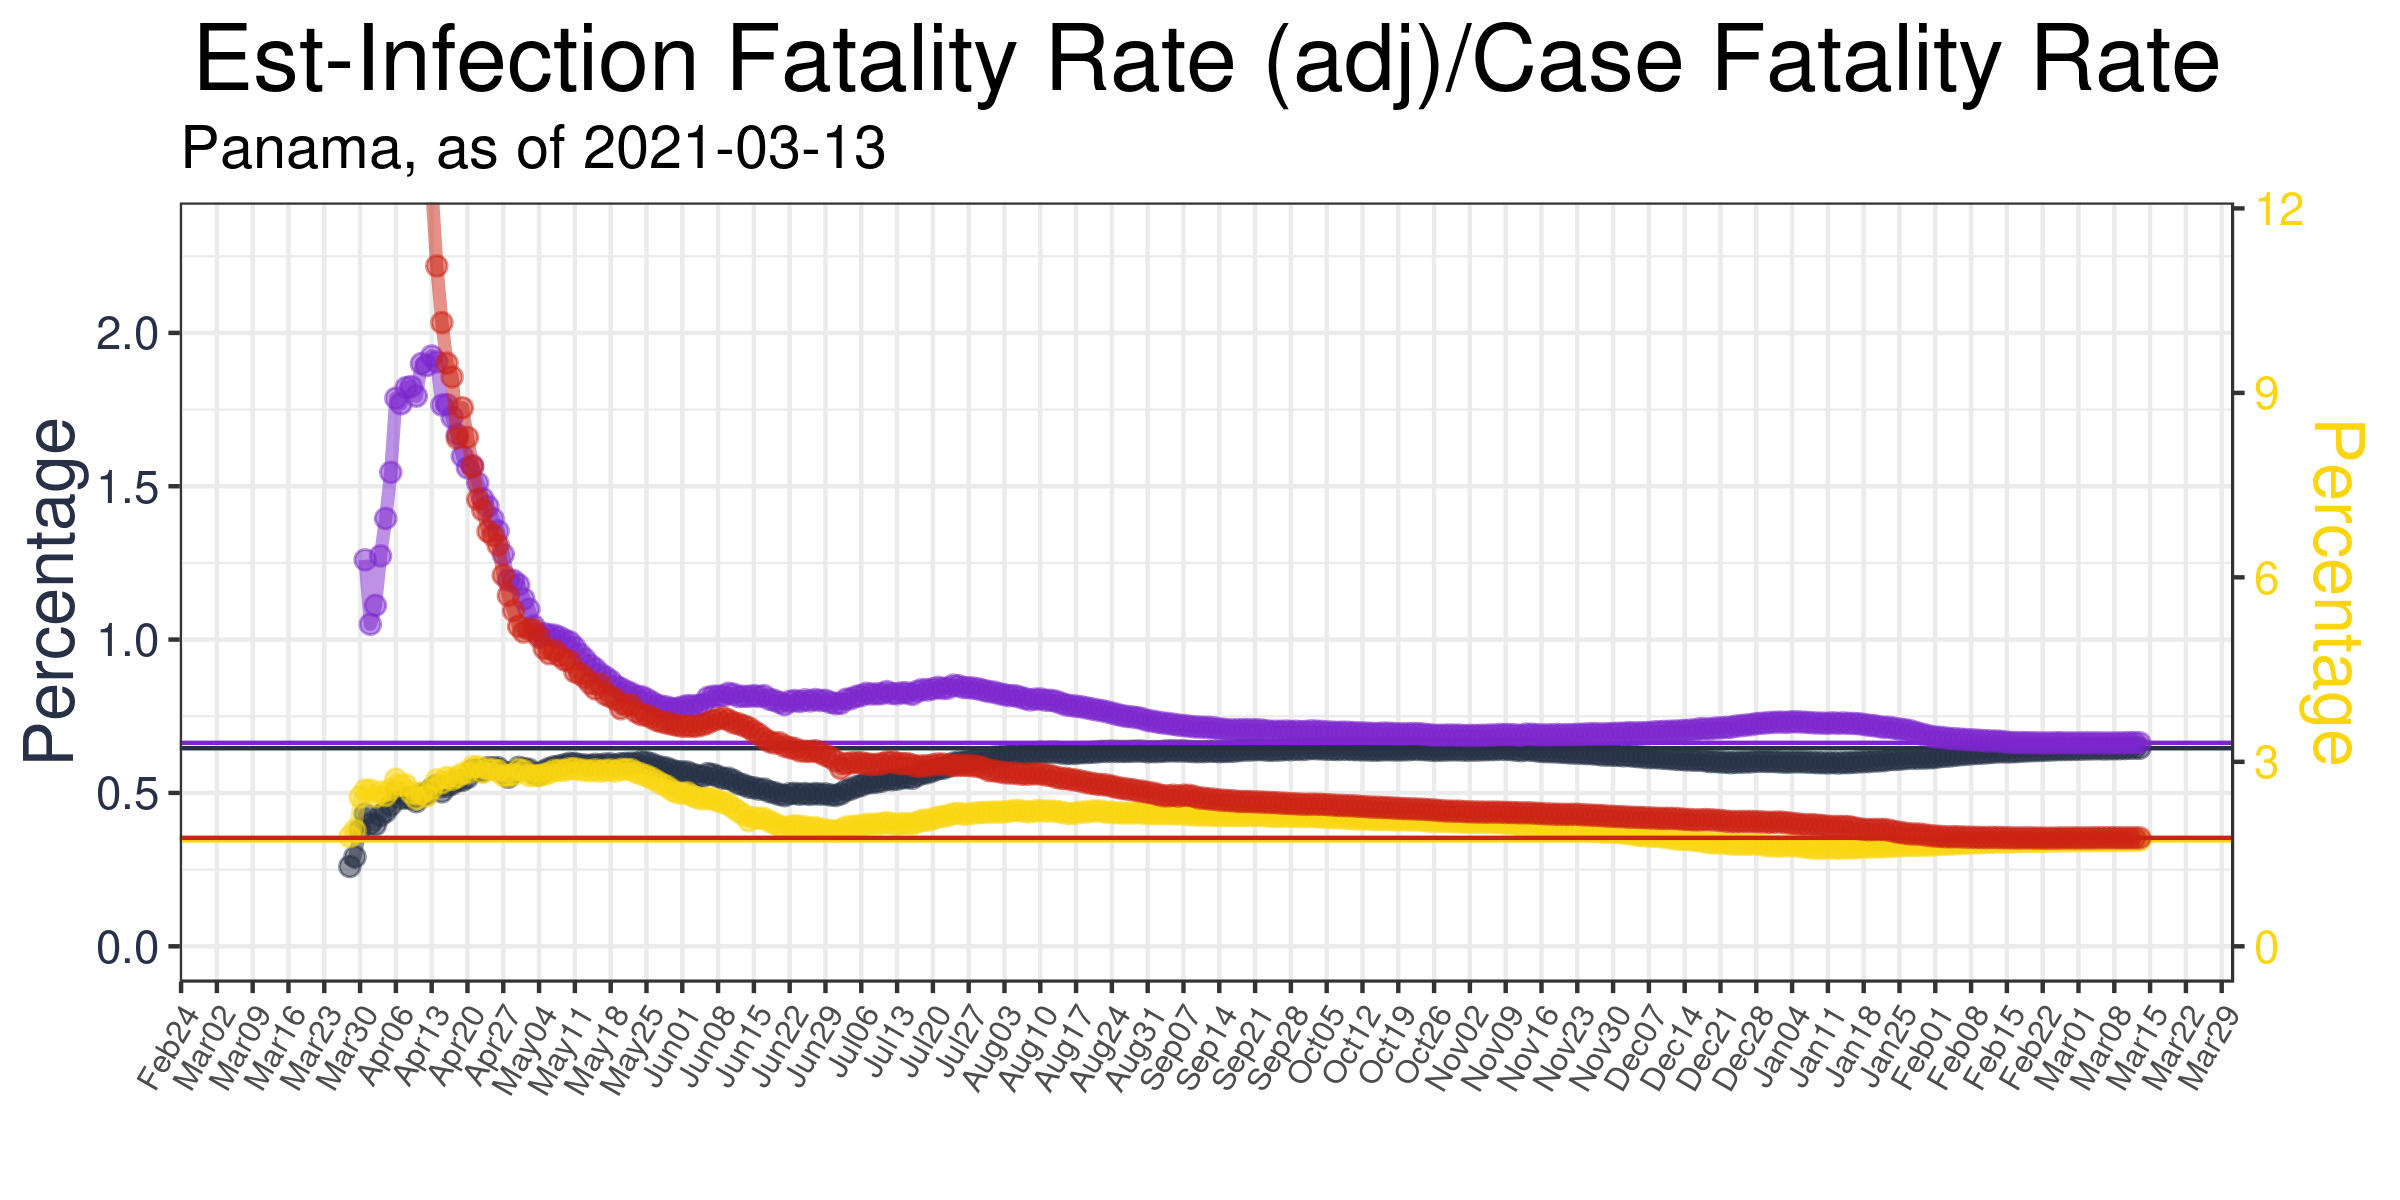 Est-Infection Fatality Rate (adj)/Case Fatality Rate
Panama, as of 2021-03-13
Percentage
2.0
1.5
1.0
0.5
0.0
12
9
6
3
0
Percentage
Feb24
Mar02
Mar09
Mar16
Mar23
Mar30
Apr06
Apr13
Apr20
Apr27
May04
May11
May18
May25
Jun01
Jun08
Jun15
Jun22
Jun29
Jul06
Jul13
Jul20
Jul27
Aug03
Aug10
Aug17
Aug24
Aug31
Sep07
Sep14
Sep21
Sep28
Oct05
Oct12
Oct19
Oct26
Nov02
Nov09
Nov16
Nov23
Nov30
Dec07
Dec14
Dec21
Dec28
Jan04
Jan11
Jan18
Jan25
Feb01
Feb08
Feb15
Feb22
Mar01
Mar08
Mar15
Mar22
Mar29